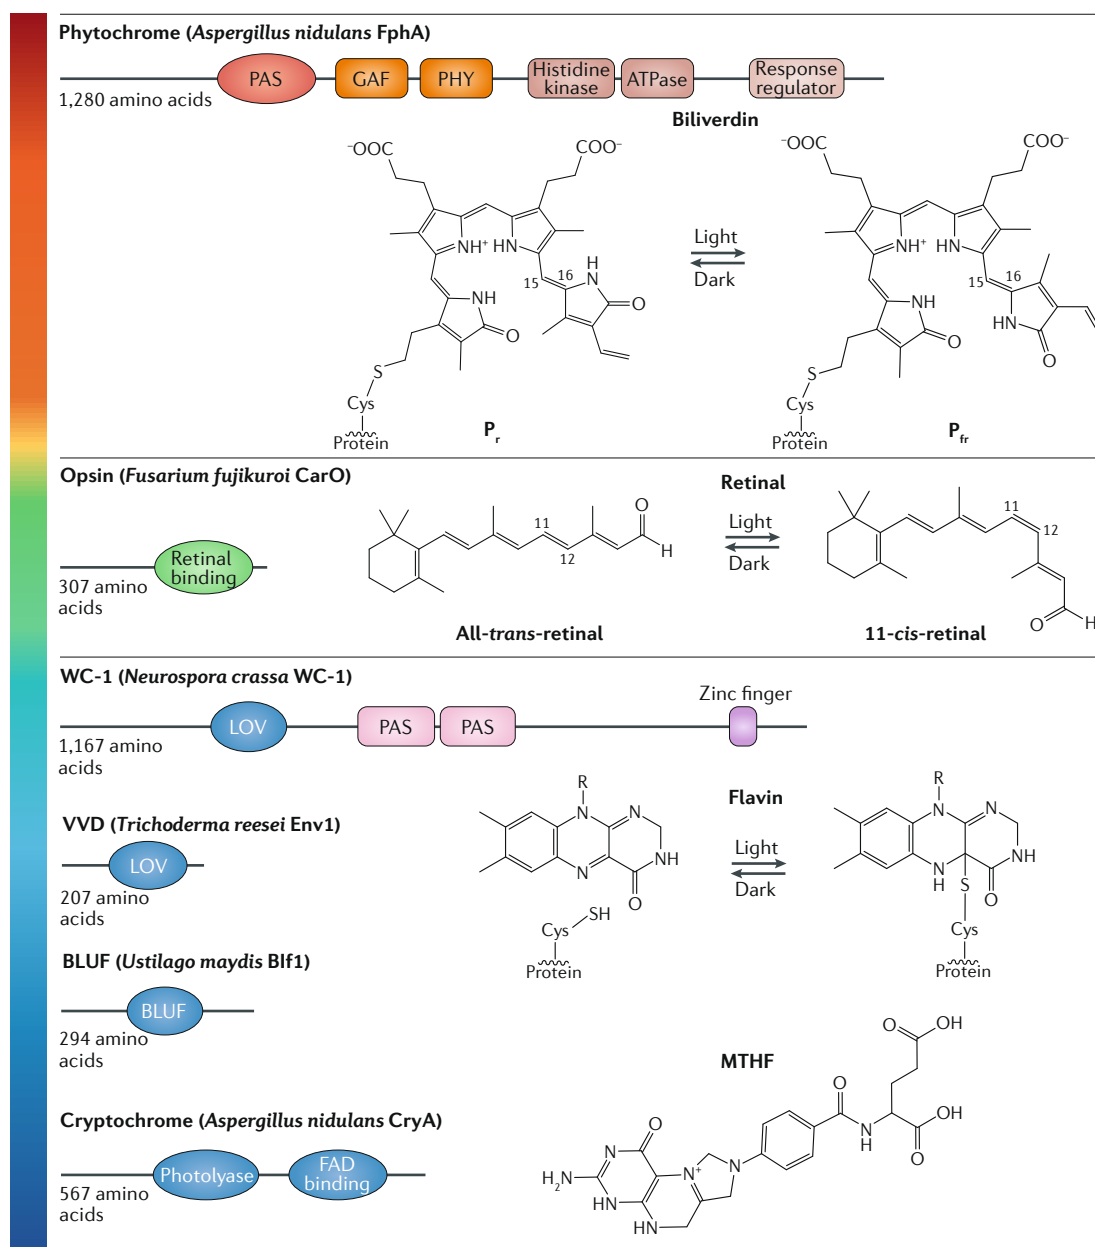 Phytochrome (Aspergillus nidulans FphA)
PAS
GAF
PHY
Histidine
kinase
ATPase
Response
regulator
1,280 amino acids
Biliverdin
⁻OOC
COO⁻
NH⁺
HN
15
16
H
N
O
NH
O
S
Cys
Protein
Pr
Light
Dark
⁻OOC
COO⁻
NH⁺
HN
15
16
HN
O
NH
O
S
Cys
Protein
Pfr
Opsin (Fusarium fujikuroi CarO)
Retinal
binding
307 amino
acids
Retinal
11
12
O
H
All-trans-retinal
Light
Dark
11
12
O
H
11-cis-retinal
WC-1 (Neurospora crassa WC-1)
LOV
PAS
PAS
Zinc finger
1,167 amino
acids
VVD (Trichoderma reesei Env1)
LOV
207 amino
acids
Flavin
R
N
N
N
NH
O
SH
Cys
Protein
Light
Dark
R
N
N
NH
N
H
S
O
Cys
Protein
BLUF (Ustilago maydis Blf1)
BLUF
294 amino
acids
MTHF
O
OH
O
N
H
OH
O
O
N
H₂N
NH
HN
N⁺
N
Cryptochrome (Aspergillus nidulans CryA)
Photolyase
FAD
binding
567 amino
acids